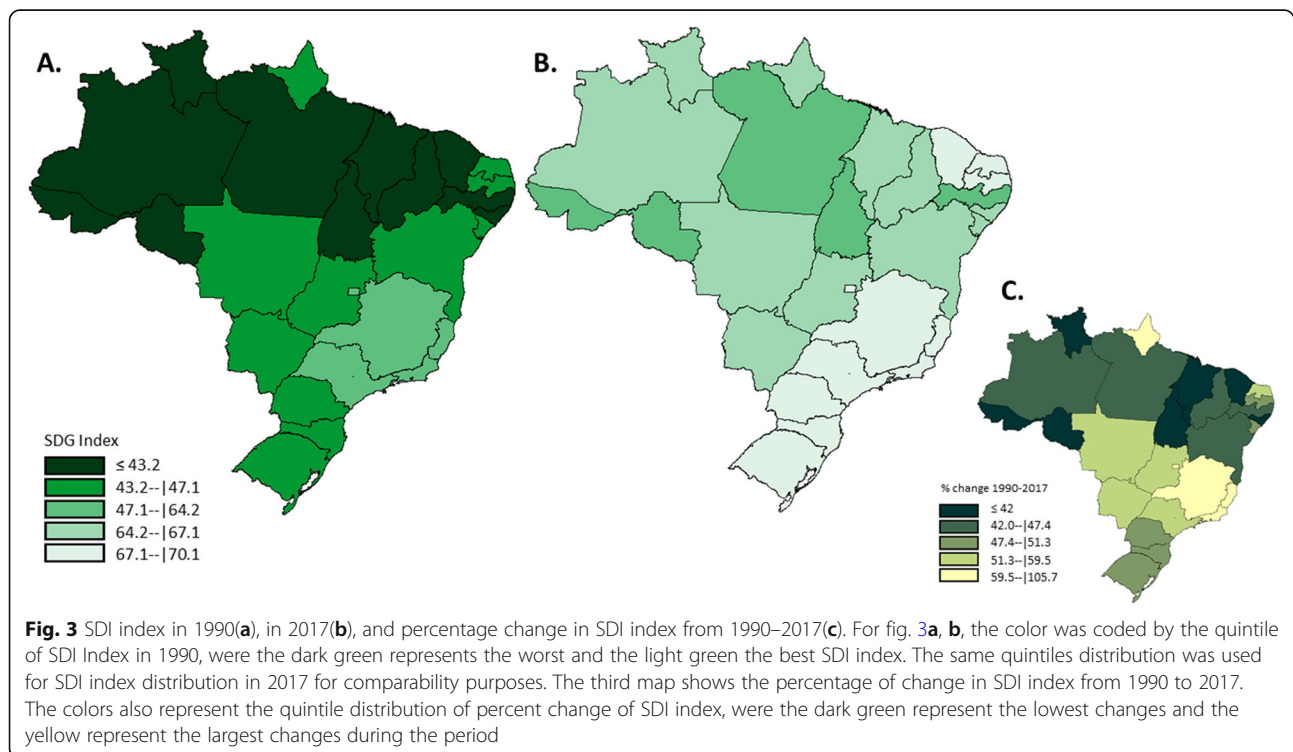 A.
B.
C.
SDG Index
≤ 43.2
43.2--|47.1
47.1--|64.2
64.2--|67.1
67.1--|70.1
% change 1990-2017
≤ 42
42.0--|47.4
47.4--|51.3
51.3--|59.5
59.5--|105.7
Fig. 3 SDI index in 1990(a), in 2017(b), and percentage change in SDI index from 1990–2017(c). For fig. 3a, b, the color was coded by the quintile
of SDI Index in 1990, were the dark green represents the worst and the light green the best SDI index. The same quintiles distribution was used
for SDI index distribution in 2017 for comparability purposes. The third map shows the percentage of change in SDI index from 1990 to 2017.
The colors also represent the quintile distribution of percent change of SDI index, were the dark green represent the lowest changes and the
yellow represent the largest changes during the period